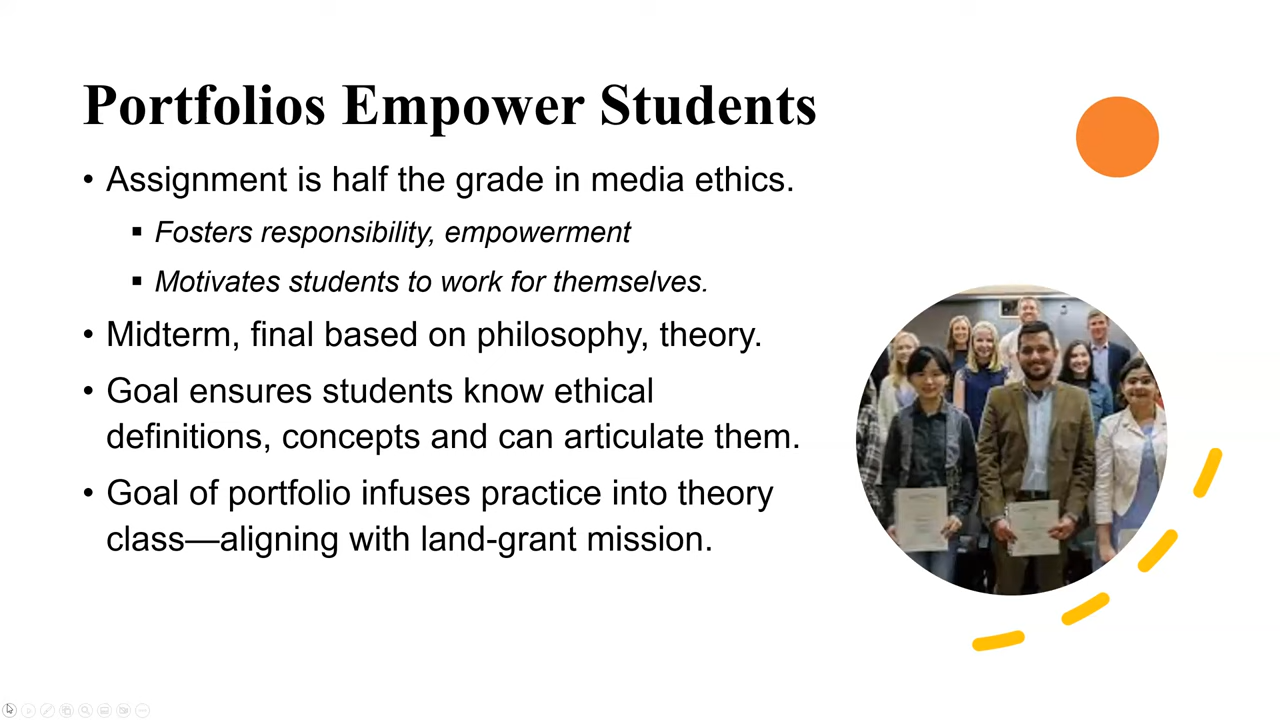 Portfolios Empower Students
• Assignment is half the grade in media ethics.
▪ Fosters responsibility, empowerment
▪ Motivates students to work for themselves.
• Midterm, final based on philosophy, theory.
• Goal ensures students know ethical
definitions, concepts and can articulate them.
• Goal of portfolio infuses practice into theory
class—aligning with land-grant mission.